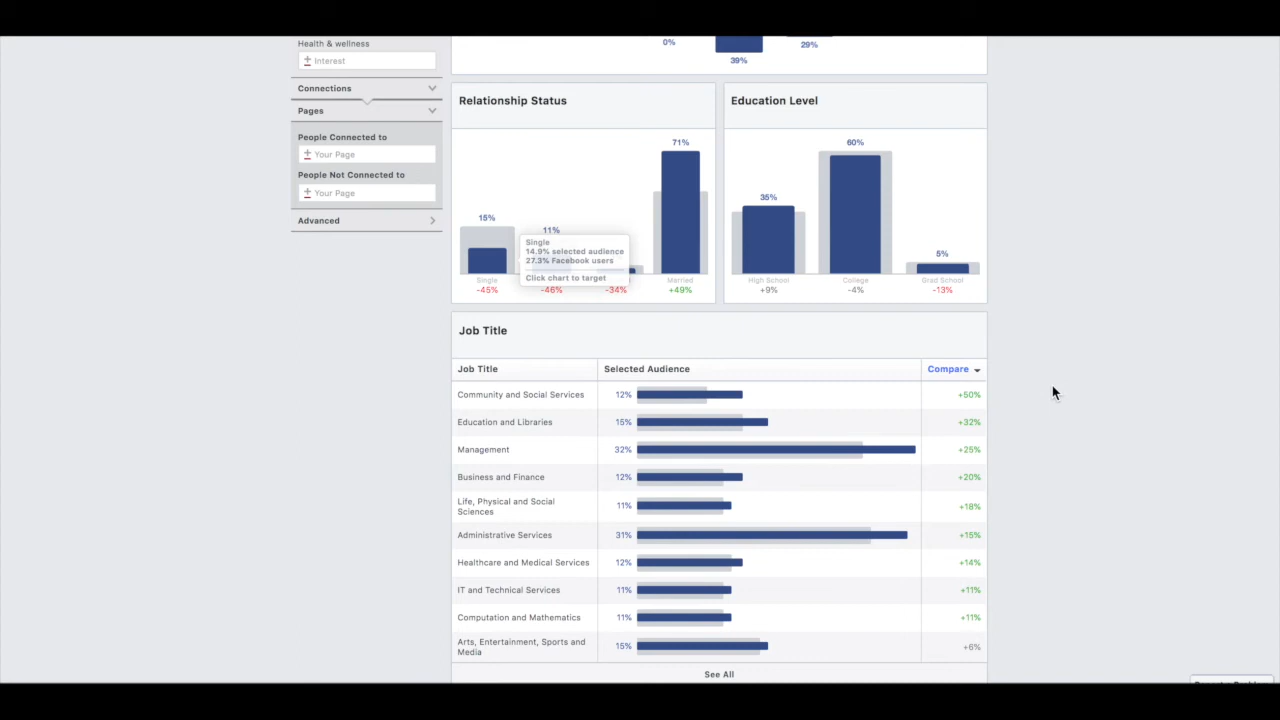 Health & wellness
Interest
Connections
Pages
People Connected to
Your Page
People Not Connected to
Your Page
Advanced
0%
39%
29%
Relationship Status
15%
11%
71%
Single
14.9% selected audience
27.3% Facebook users
Click chart to target
Single
Married
-45%
-46%
-34%
+49%
Education Level
35%
60%
5%
High School
College
Grad School
+9%
-4%
-13%
Job Title
Job Title
Selected Audience
Compare
Community and Social Services
12%
+50%
Education and Libraries
15%
+32%
Management
32%
+25%
Business and Finance
12%
+20%
Life, Physical and Social
Sciences
11%
+18%
Administrative Services
31%
+15%
Healthcare and Medical Services
12%
+14%
IT and Technical Services
11%
+11%
Computation and Mathematics
11%
+11%
Arts, Entertainment, Sports and
Media
15%
+6%
See All